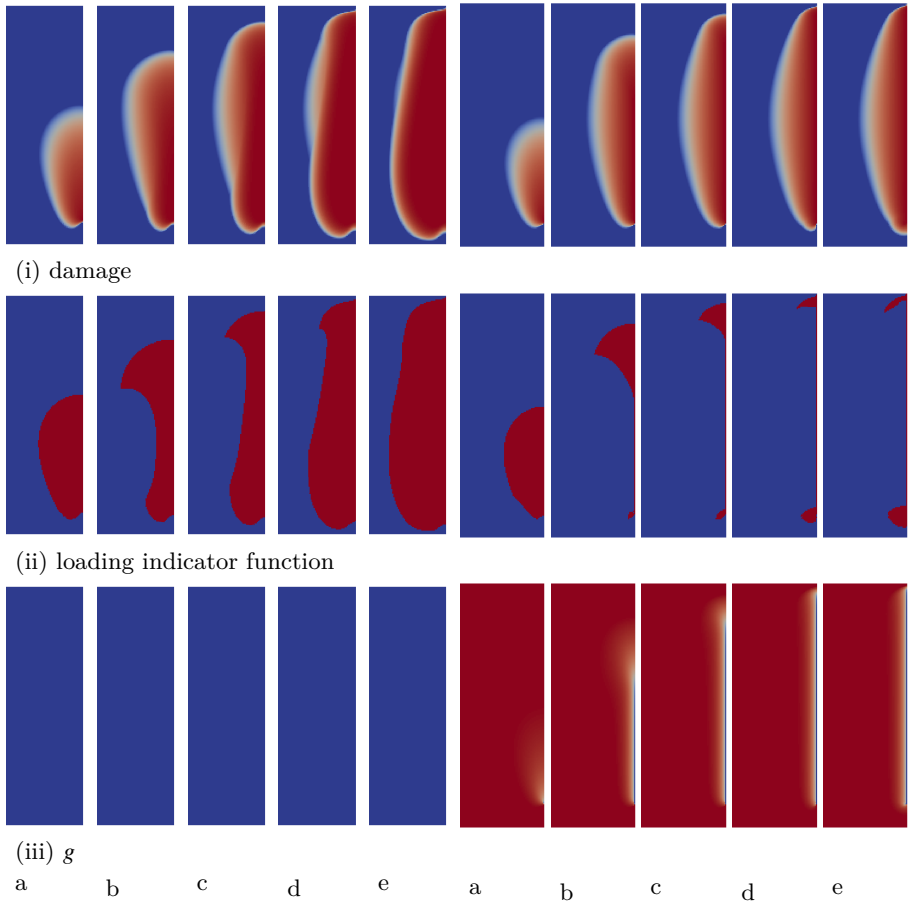 (i) damage
(ii) loading indicator function
(iii) g
a b c d e a b c d e